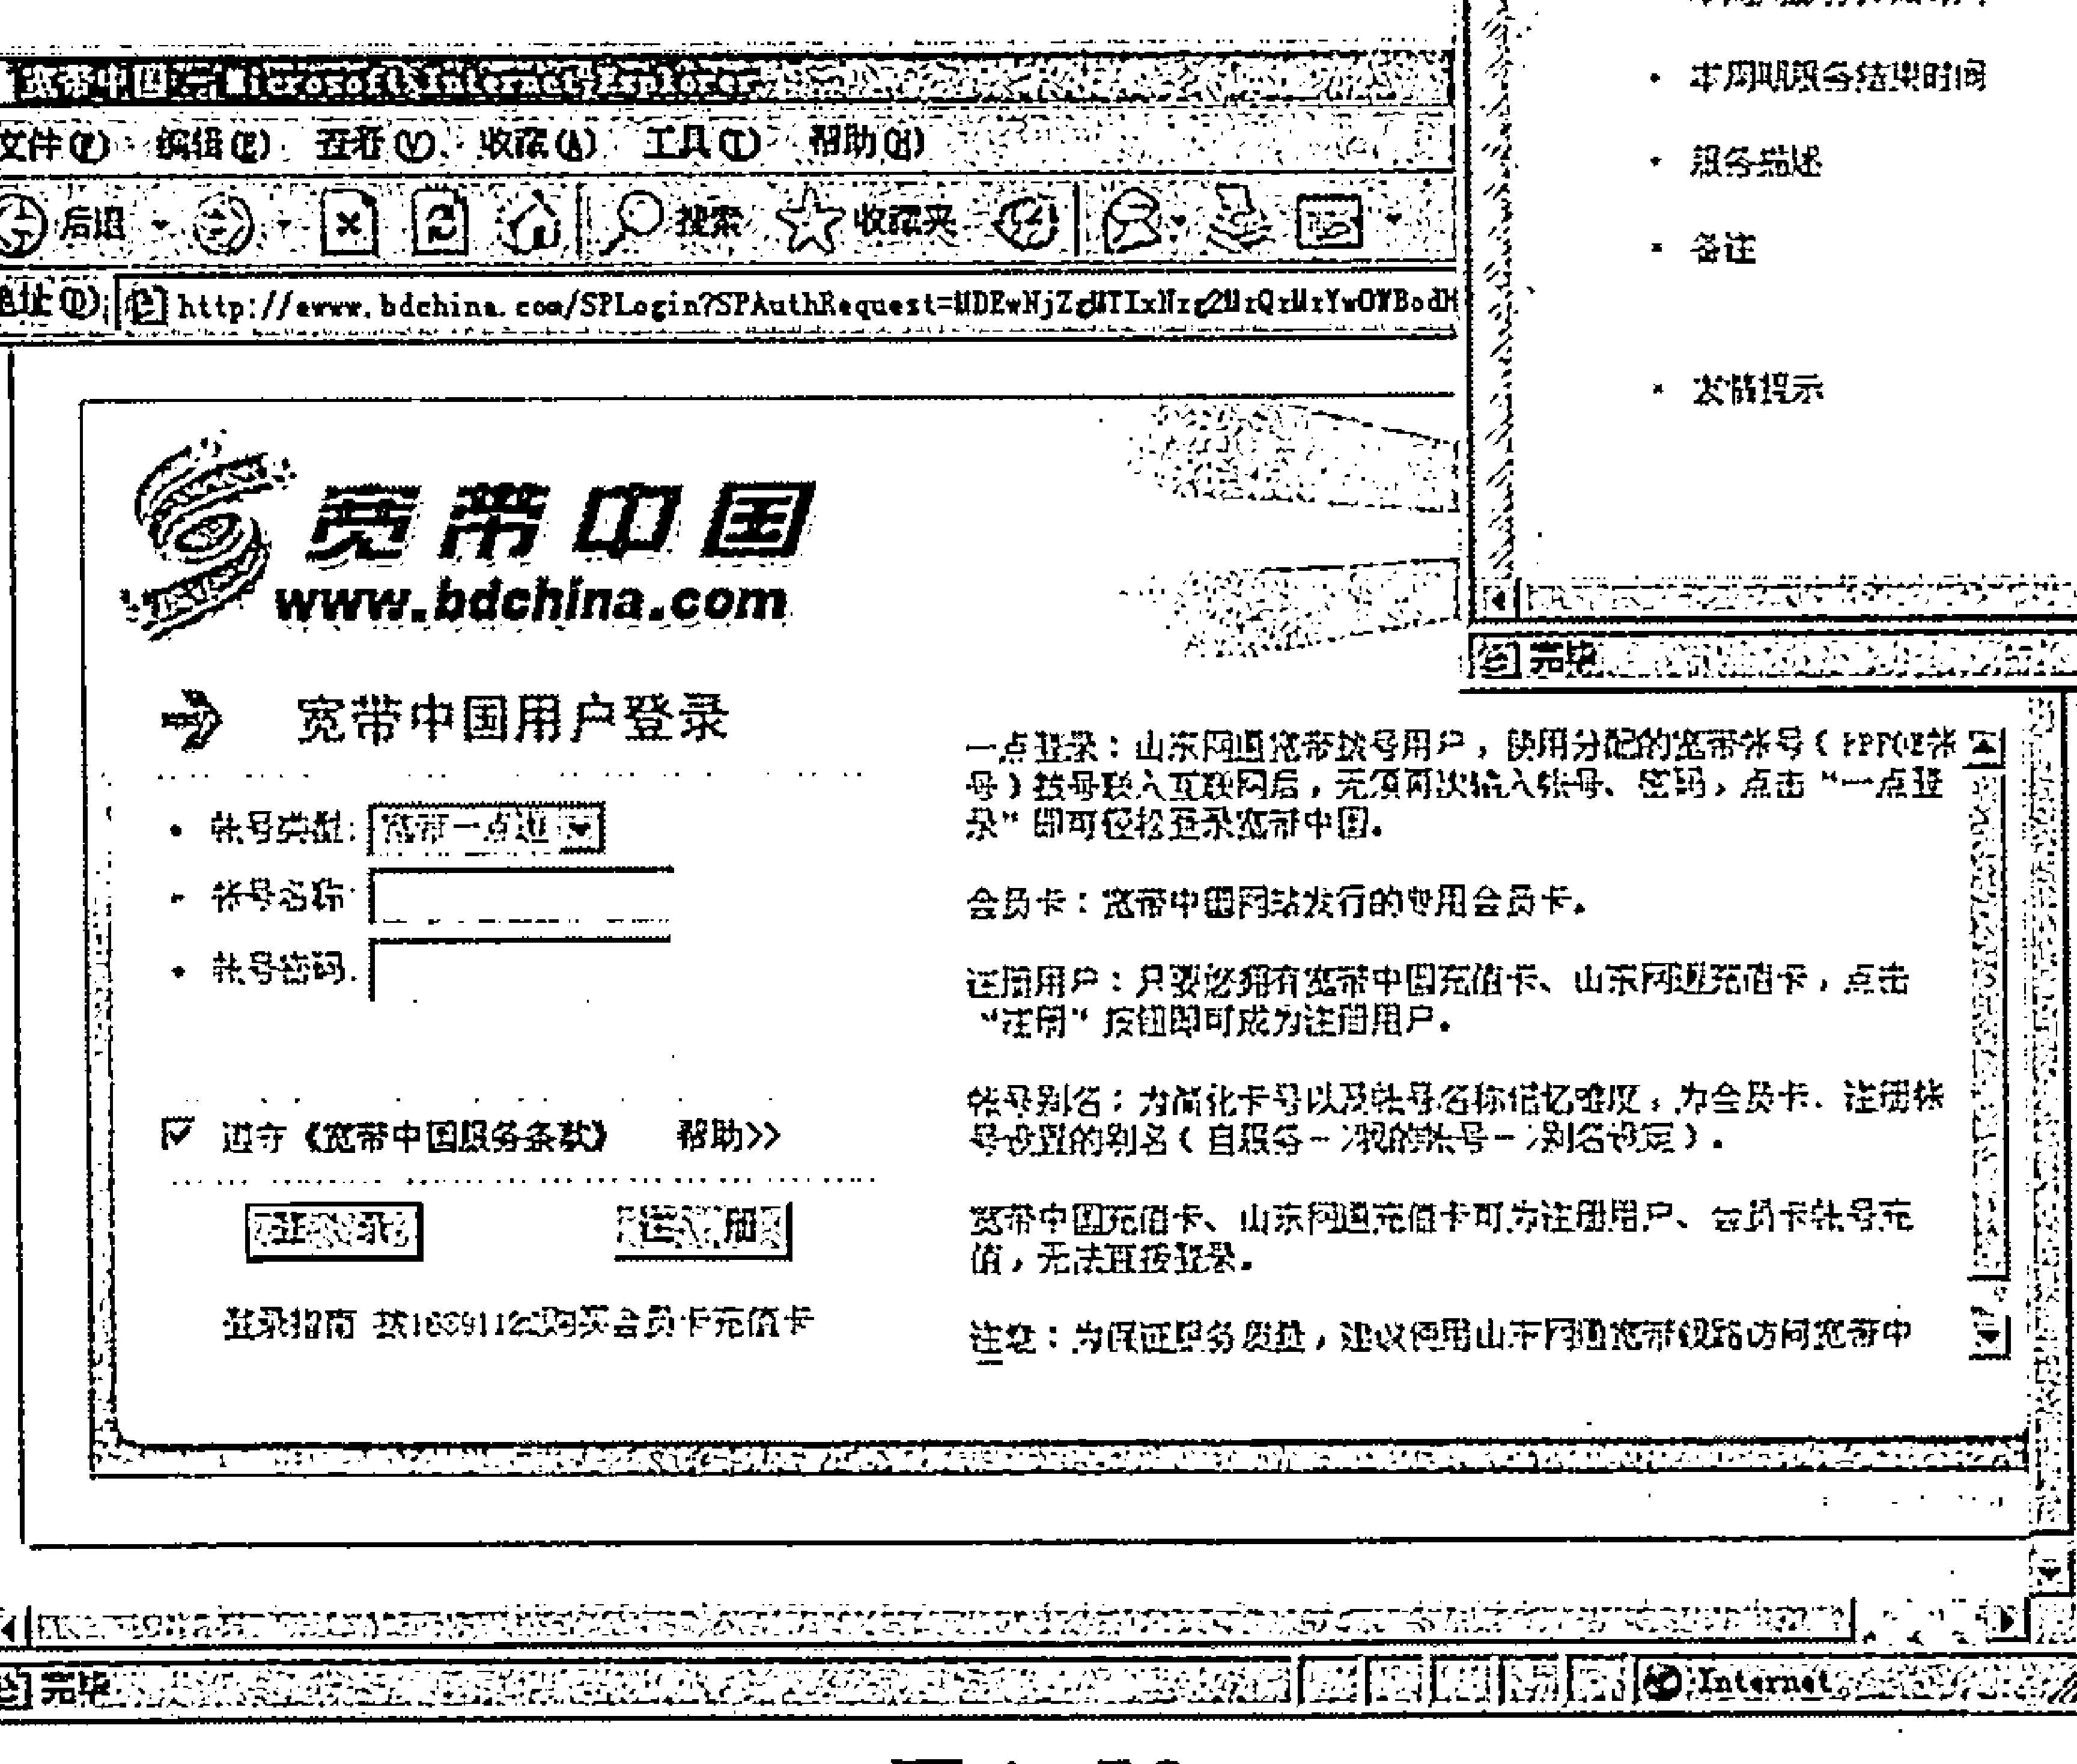 宽带中国 - Microsoft Internet Explorer
文件(F) 编辑(E) 查看(V) 收藏(A) 工具(T) 帮助(H)
后退 搜索 收藏夹
地址(D)
本周期服务结束时间
服务描述
备注
友情提示
完毕
宽带中国
www.bdchina.com
宽带中国用户登录
帐号类型: 宽带一点通
帐号名称:
帐号密码:
遵守《宽带中国服务条款》 帮助>>
登录 注册
登录指南 购买会员卡充值卡
一点登录：山东网通宽带拨号用户，使用分配的宽带帐号（PPPOE帐
号）拨号联入互联网后，无须再次输入帐号、密码，点击“一点登
录”即可轻松登录宽带中国。
会员卡：宽带中国网站发行的专用会员卡。
注册用户：只要您拥有宽带中国充值卡、山东网通充值卡，点击
“注册”按钮即可成为注册用户。
帐号别名：为简化卡号以及帐号名称记忆难度，为会员卡、注册帐
号设置的别名（自服务->我的帐号->别名设定）。
宽带中国充值卡、山东网通充值卡可为注册用户、会员卡帐号充
值，无法直接登录。
注意：为保证服务质量，建议使用山东网通宽带线路访问宽带中
完毕 Internet